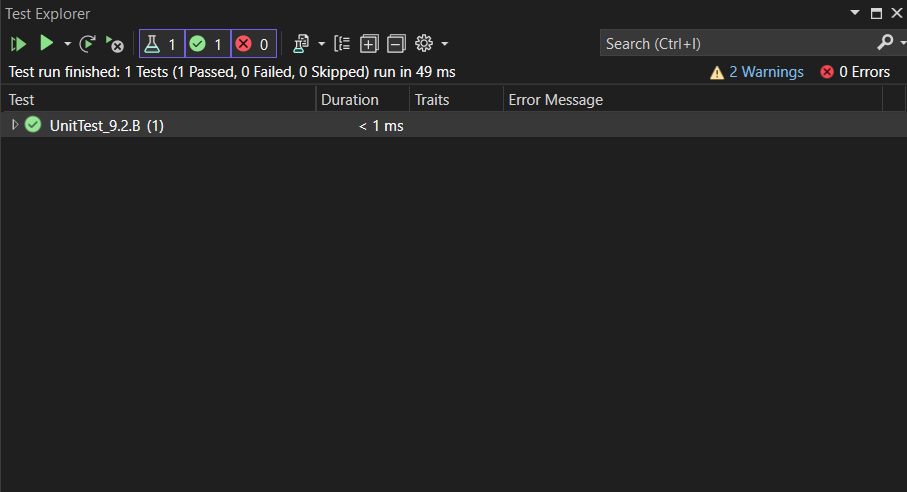 Test Explorer
1 1 0 Search (Ctrl+I)
Test run finished: 1 Tests (1 Passed, 0 Failed, 0 Skipped) run in 49 ms 2 Warnings 0 Errors
Test Duration Traits Error Message
UnitTest_9.2.B (1) < 1 ms